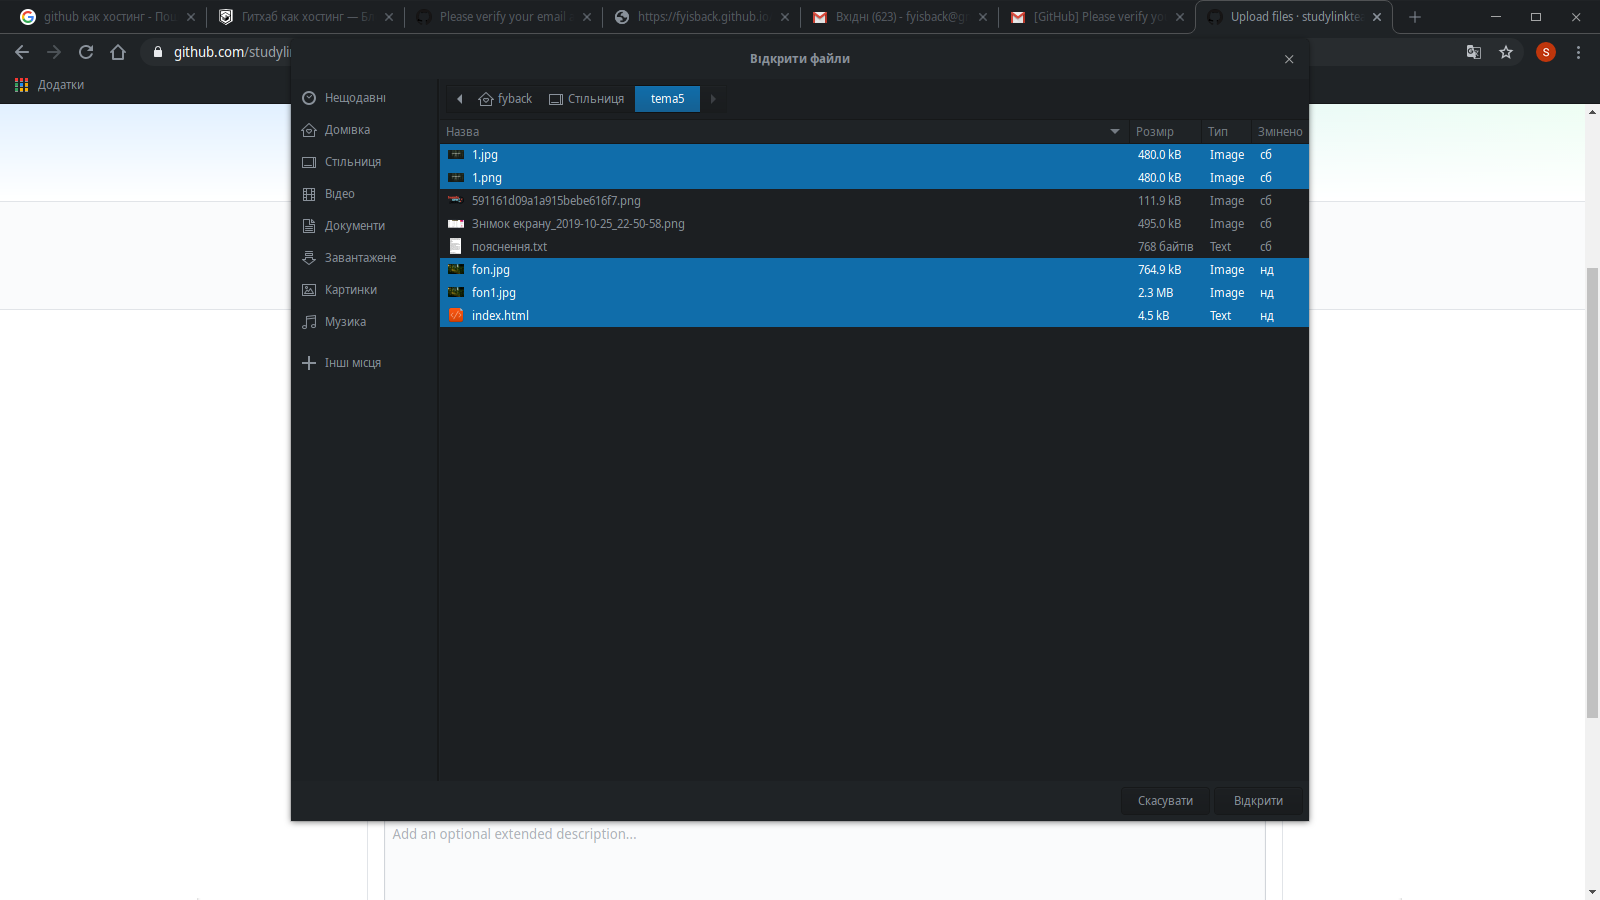 github как хостинг - Пош
Гитхаб как хостинг — Бл
Please verify your email a
https://fyisback.github.io
Вхідні (623) - fyisback@g
[GitHub] Please verify yo
Upload files · studylinkte
github.com/studyli
S
Додатки
Відкрити файли
Нещодавні
Домівка
Стільниця
Відео
Документи
Завантажене
Картинки
Музика
Інші місця
fyback
Стільниця
tema5
Назва Розмір Тип Змінено
1.jpg 480.0 kB Image сб
1.png 480.0 kB Image сб
591161d09a1a915bebe616f7.png 111.9 kB Image сб
Знімок екрану_2019-10-25_22-50-58.png 495.0 kB Image сб
пояснення.txt 768 байтів Text сб
fon.jpg 764.9 kB Image нд
fon1.jpg 2.3 MB Image нд
index.html 4.5 kB Text нд
Скасувати
Відкрити
Add an optional extended description...